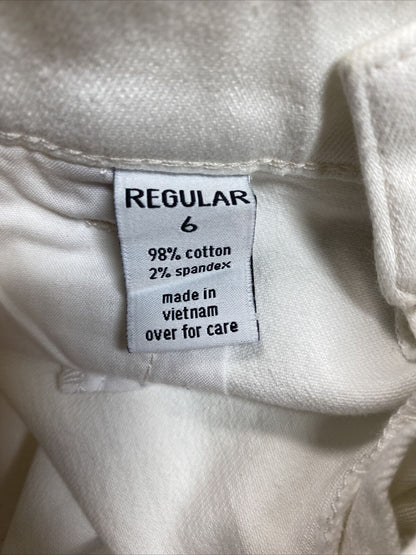 REGULAR
6
98% cotton
2% spandex
made in
vietnam
over for care